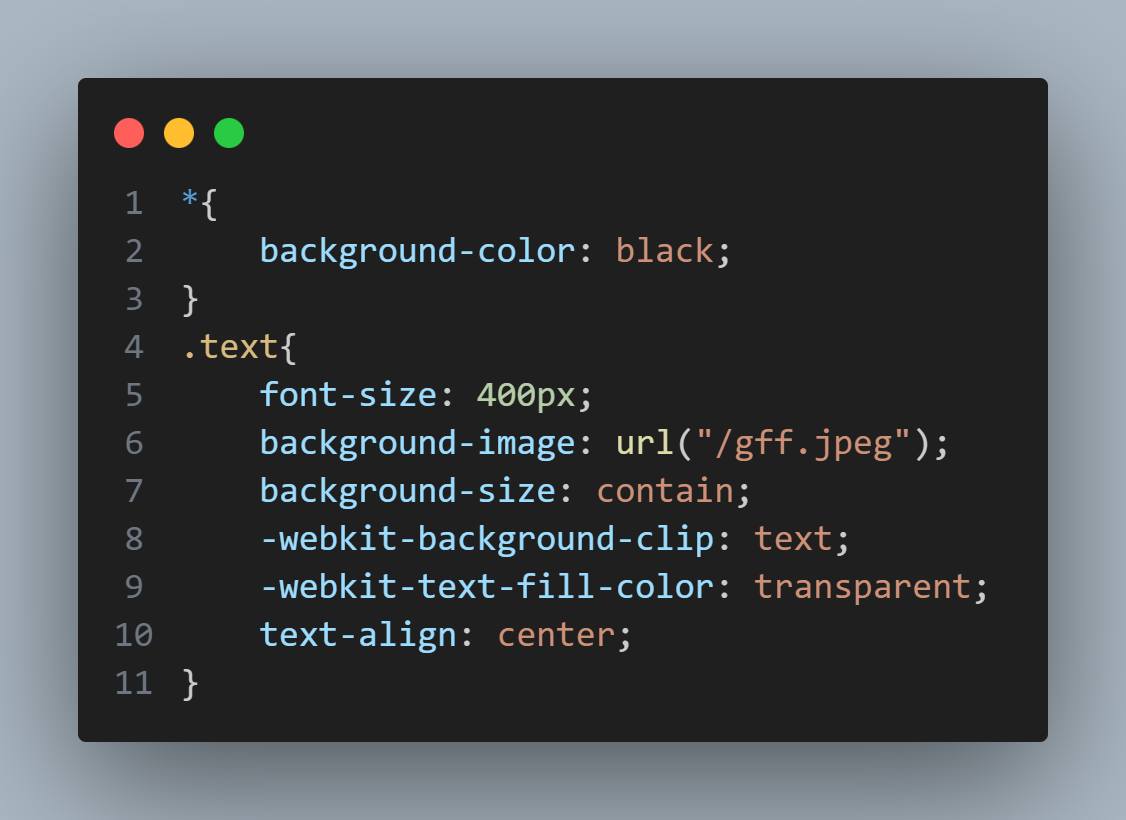 1 *{
2     background-color: black;
3 }
4 .text{
5     font-size: 400px;
6     background-image: url("/gff.jpeg");
7     background-size: contain;
8     -webkit-background-clip: text;
9     -webkit-text-fill-color: transparent;
10     text-align: center;
11 }